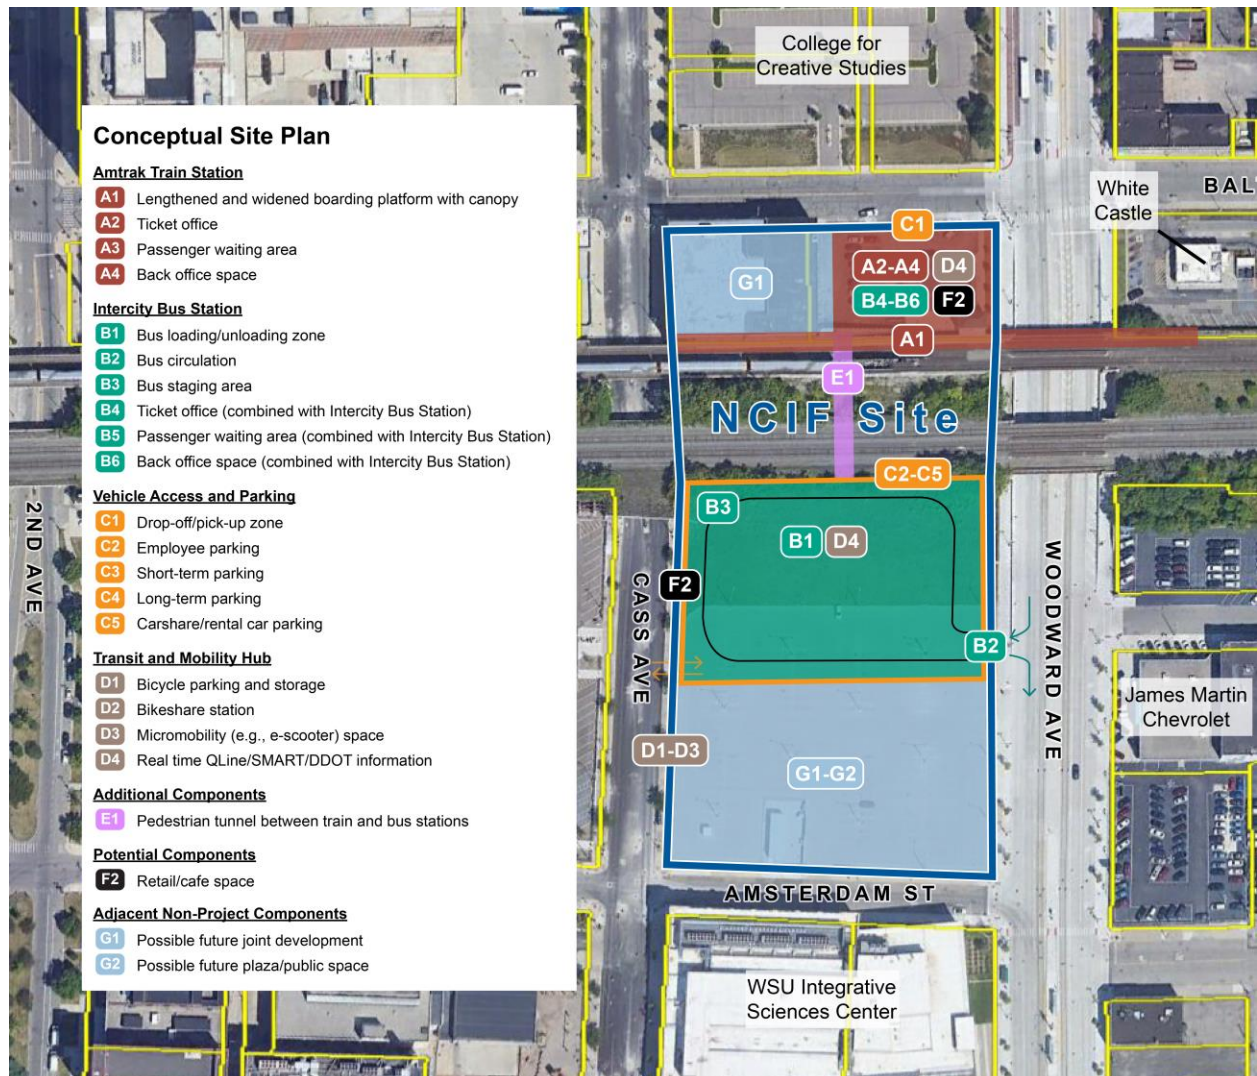 College for
Creative Studies
Conceptual Site Plan
Amtrak Train Station
A1 Lengthened and widened boarding platform with canopy
A2 Ticket office
A3 Passenger waiting area
A4 Back office space
Intercity Bus Station
B1 Bus loading/unloading zone
B2 Bus circulation
B3 Bus staging area
B4 Ticket office (combined with Intercity Bus Station)
B5 Passenger waiting area (combined with Intercity Bus Station)
B6 Back office space (combined with Intercity Bus Station)
Vehicle Access and Parking
C1 Drop-off/pick-up zone
C2 Employee parking
C3 Short-term parking
C4 Long-term parking
C5 Carshare/rental car parking
Transit and Mobility Hub
D1 Bicycle parking and storage
D2 Bikeshare station
D3 Micromobility (e.g., e-scooter) space
D4 Real time QLine/SMART/DDOT information
Additional Components
E1 Pedestrian tunnel between train and bus stations
Potential Components
F2 Retail/cafe space
Adjacent Non-Project Components
G1 Possible future joint development
G2 Possible future plaza/public space
2ND AVE
White
Castle
BAL
C1
A2-A4 D4
G1
B4-B6 F2
A1
E1
NCIF Site
C2-C5
B3
B1 D4
F2
CASS AVE
B2
WOODWARD AVE
James Martin
Chevrolet
D1-D3
G1-G2
AMSTERDAM ST
WSU Integrative
Sciences Center